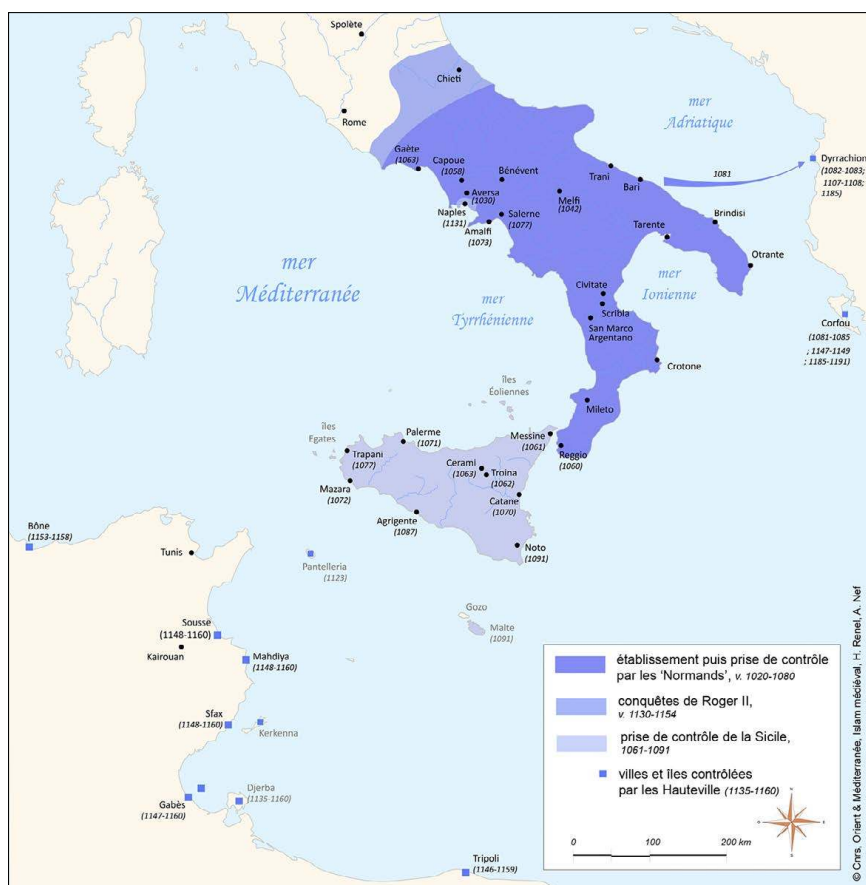 Spolète
Chieti
Rome
mer
Adriatique
Gaète
(1063)
Capoue
(1058)
Bénévent
Trani
Bari
1081
Dyrrachion
(1082-1083;
1107-1108;
1185)
Aversa
(1030)
Melfi
(1042)
Naples
(1131)
Salerne
(1077)
Amalfi
(1073)
Tarente
Brindisi
Otrante
mer
Méditerranée
mer
Tyrrhénienne
mer
Ionienne
Civitate
Scribla
San Marco
Argentano
Corfou
(1081-1085
; 1147-1149
; 1185-1191)
Crotone
îles
Éoliennes
Mileto
îles
Egates
Palerme
(1071)
Messine
(1061)
Reggio
(1060)
Trapani
(1077)
Cerami
(1063)
Troina
(1062)
Mazara
(1072)
Catane
(1070)
Agrigente
(1087)
Noto
(1091)
Bône
(1153-1158)
Tunis
Pantelleria
(1123)
Gozo
Malte
(1091)
Sousse
(1148-1160)
Kairouan
Mahdiya
(1148-1160)
Sfax
(1148-1160)
Kerkenna
Djerba
(1135-1160)
Gabès
(1147-1160)
Tripoli
(1146-1159)
établissement puis prise de contrôle
par les 'Normands', v. 1020-1080
conquêtes de Roger II,
v. 1130-1154
prise de contrôle de la Sicile,
1061-1091
villes et îles contrôlées
par les Hauteville (1135-1160)
0 100 200 km
© Cnrs. Orient & Méditerranée, Islam médiéval, H. Renel, A. Nef